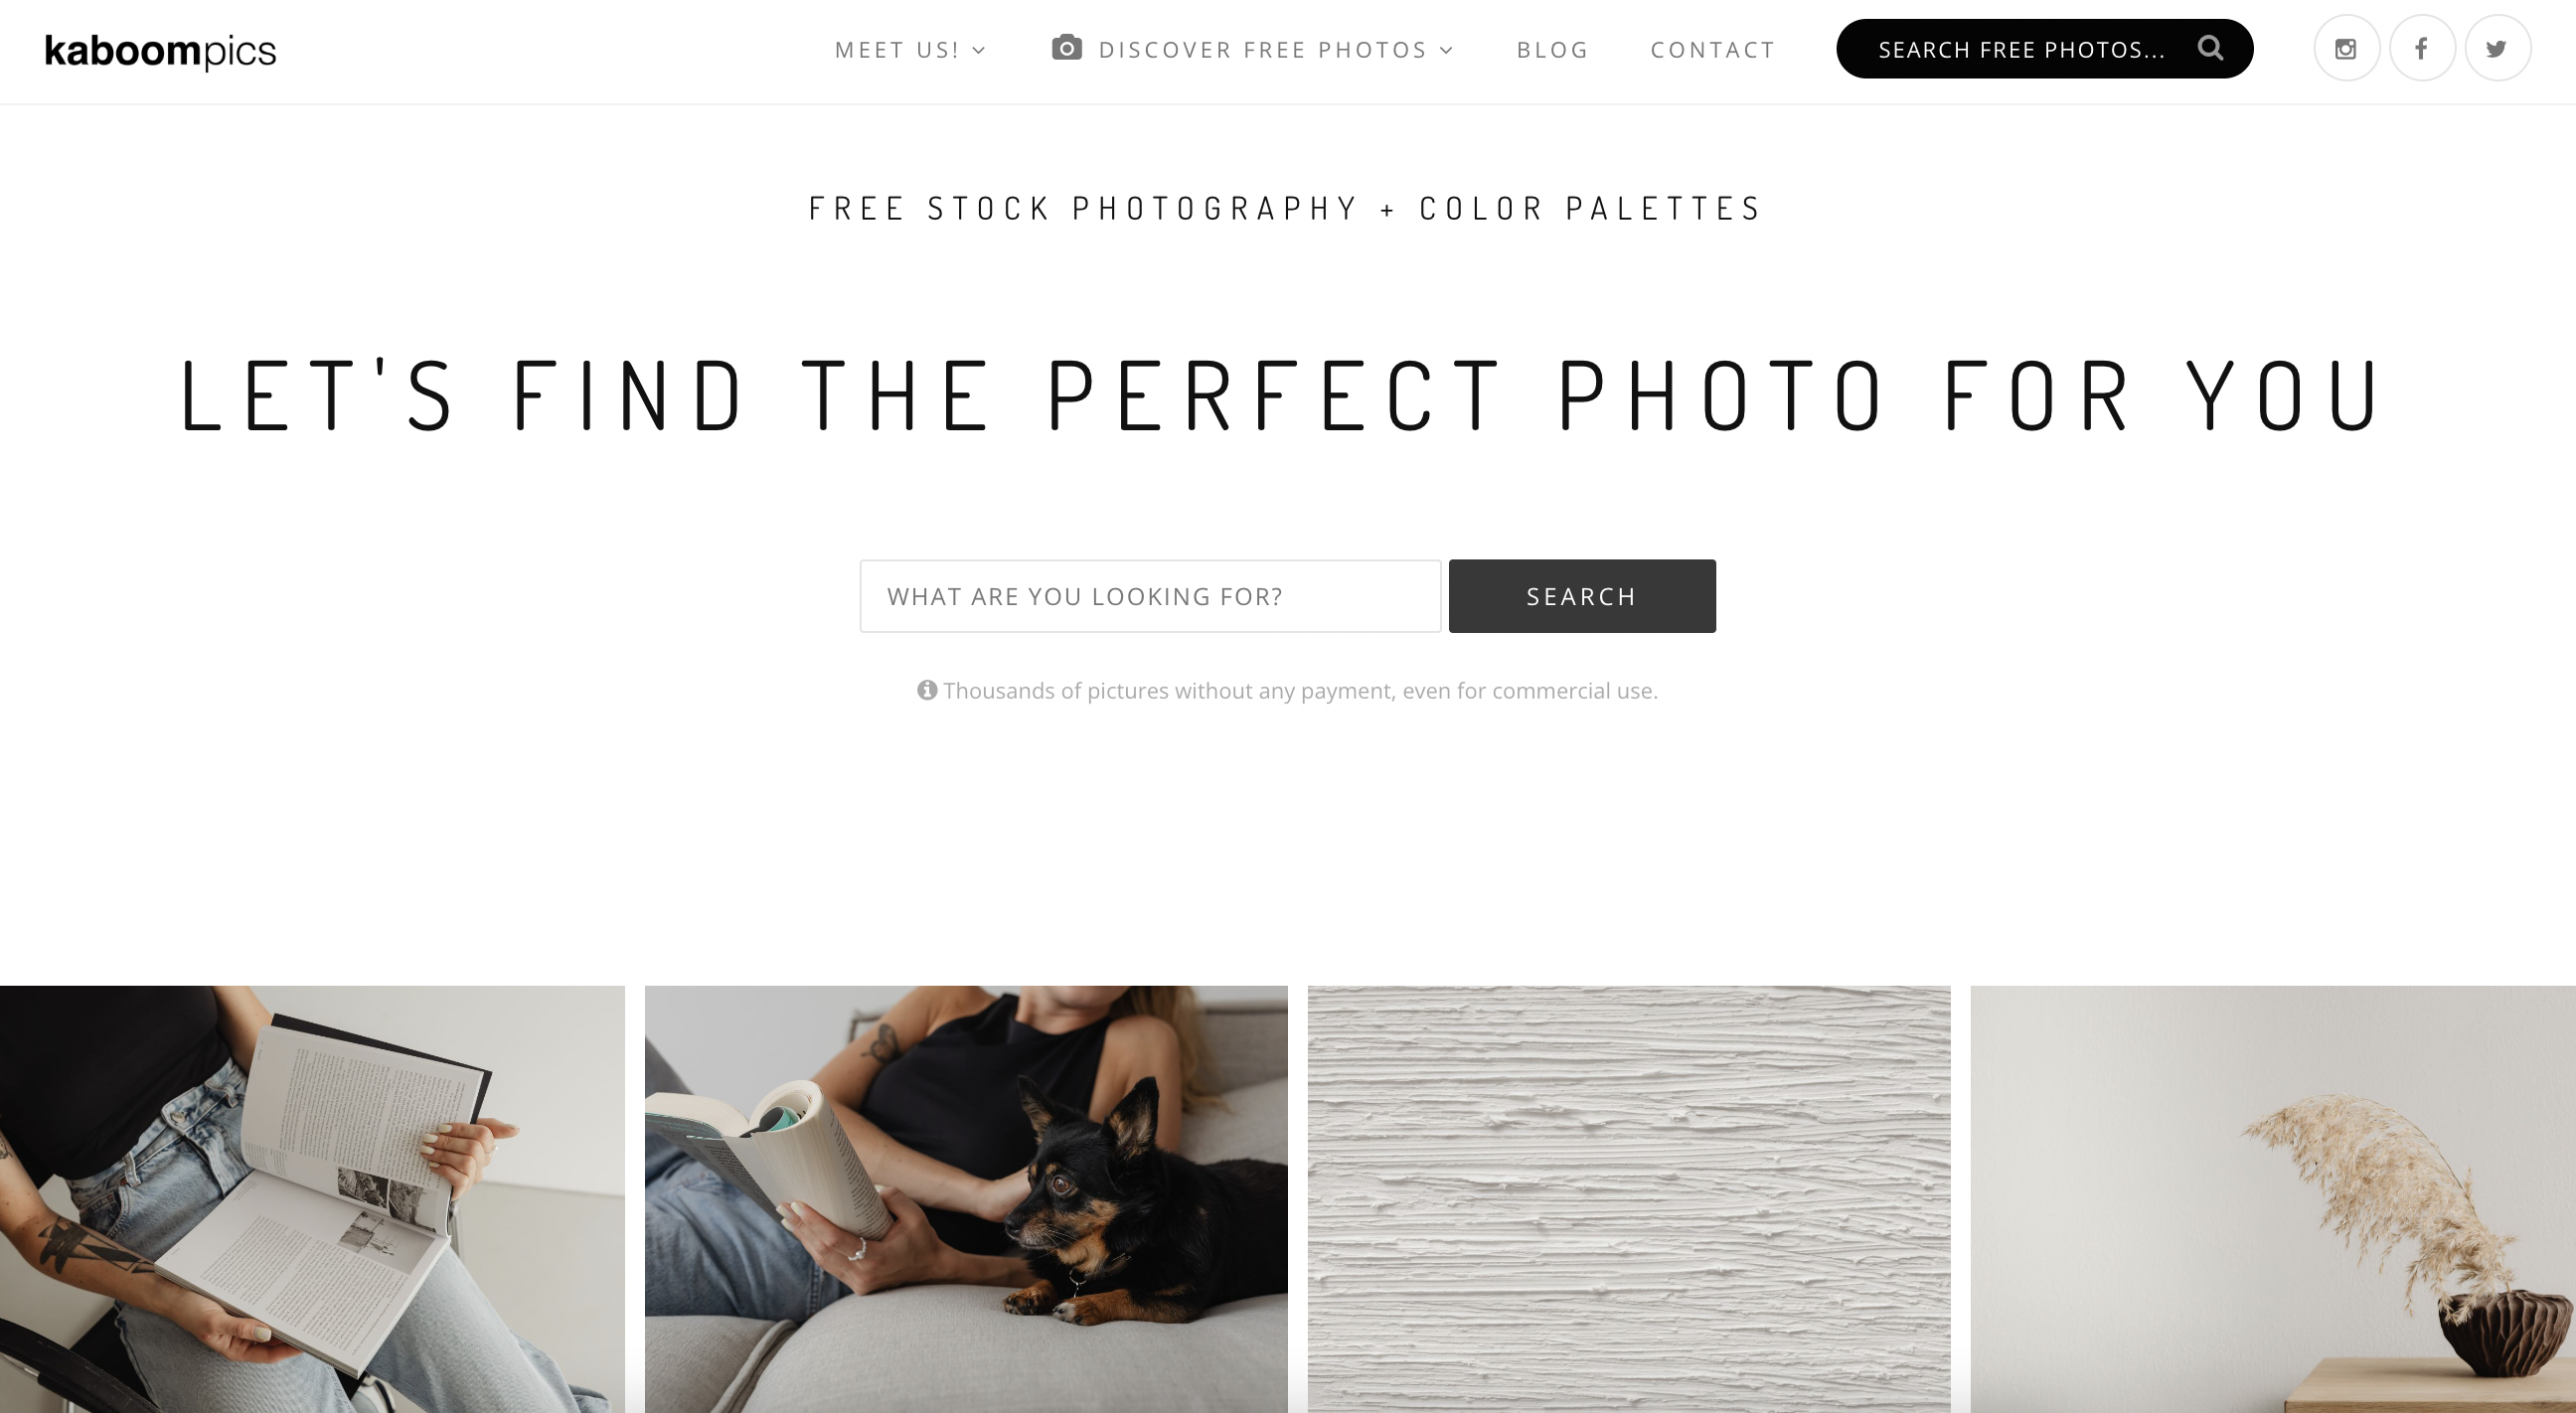 kaboompics
MEET US!
DISCOVER FREE PHOTOS
BLOG
CONTACT
SEARCH FREE PHOTOS...
FREE STOCK PHOTOGRAPHY + COLOR PALETTES
LET'S FIND THE PERFECT PHOTO FOR YOU
WHAT ARE YOU LOOKING FOR?
SEARCH
Thousands of pictures without any payment, even for commercial use.